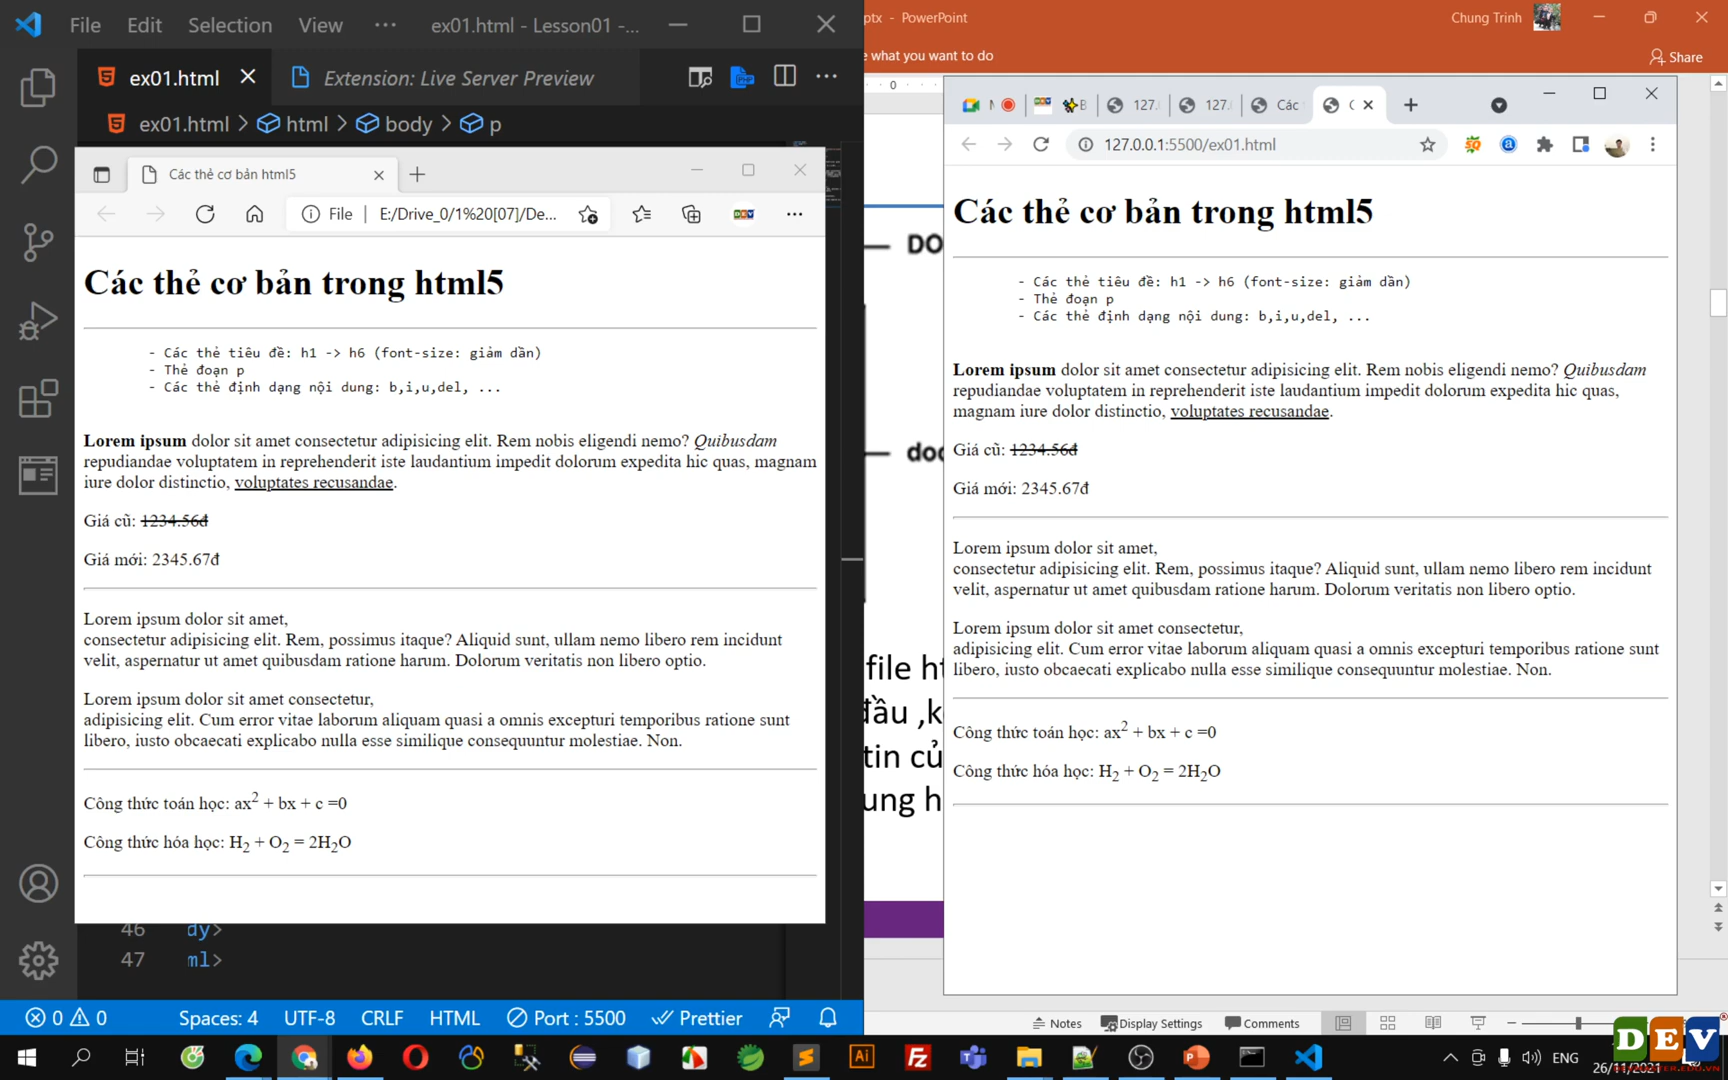 File Edit Selection View ··· ex01.html - Lesson01 -...
ex01.html Extension: Live Server Preview
ex01.html > html > body > p
Các thẻ cơ bản html5
File | E:/Drive_0/1%20[07]/De...
Các thẻ cơ bản trong html5
- Các thẻ tiêu đề: h1 -> h6 (font-size: giảm dần)
- Thẻ đoạn p
- Các thẻ định dạng nội dung: b,i,u,del, ...
Lorem ipsum dolor sit amet consectetur adipisicing elit. Rem nobis eligendi nemo? Quibusdam
repudiandae voluptatem in reprehenderit iste laudantium impedit dolorum expedita hic quas, magnam
iure dolor distinctio, voluptates recusandae.
Giá cũ: 1234.56đ
Giá mới: 2345.67đ
Lorem ipsum dolor sit amet,
consectetur adipisicing elit. Rem, possimus itaque? Aliquid sunt, ullam nemo libero rem incidunt
velit, aspernatur ut amet quibusdam ratione harum. Dolorum veritatis non libero optio.
Lorem ipsum dolor sit amet consectetur,
adipisicing elit. Cum error vitae laborum aliquam quasi a omnis excepturi temporibus ratione sunt
libero, iusto obcaecati explicabo nulla esse similique consequuntur molestiae. Non.
Công thức toán học: ax² + bx + c =0
Công thức hóa học: H₂ + O₂ = 2H₂O
46 dy>
47 ml>
0 0 Spaces: 4 UTF-8 CRLF HTML Port : 5500 Prettier
ptx - PowerPoint Chung Trinh
what you want to do Share
0
DO
doc
file ht
đầu ,k
tin củ
ung h
127. 127. Các
127.0.0.1:5500/ex01.html
Các thẻ cơ bản trong html5
- Các thẻ tiêu đề: h1 -> h6 (font-size: giảm dần)
- Thẻ đoạn p
- Các thẻ định dạng nội dung: b,i,u,del, ...
Lorem ipsum dolor sit amet consectetur adipisicing elit. Rem nobis eligendi nemo? Quibusdam
repudiandae voluptatem in reprehenderit iste laudantium impedit dolorum expedita hic quas,
magnam iure dolor distinctio, voluptates recusandae.
Giá cũ: 1234.56đ
Giá mới: 2345.67đ
Lorem ipsum dolor sit amet,
consectetur adipisicing elit. Rem, possimus itaque? Aliquid sunt, ullam nemo libero rem incidunt
velit, aspernatur ut amet quibusdam ratione harum. Dolorum veritatis non libero optio.
Lorem ipsum dolor sit amet consectetur,
adipisicing elit. Cum error vitae laborum aliquam quasi a omnis excepturi temporibus ratione sunt
libero, iusto obcaecati explicabo nulla esse similique consequuntur molestiae. Non.
Công thức toán học: ax² + bx + c =0
Công thức hóa học: H₂ + O₂ = 2H₂O
Notes Display Settings Comments
ENG
26/11/2021
DEV